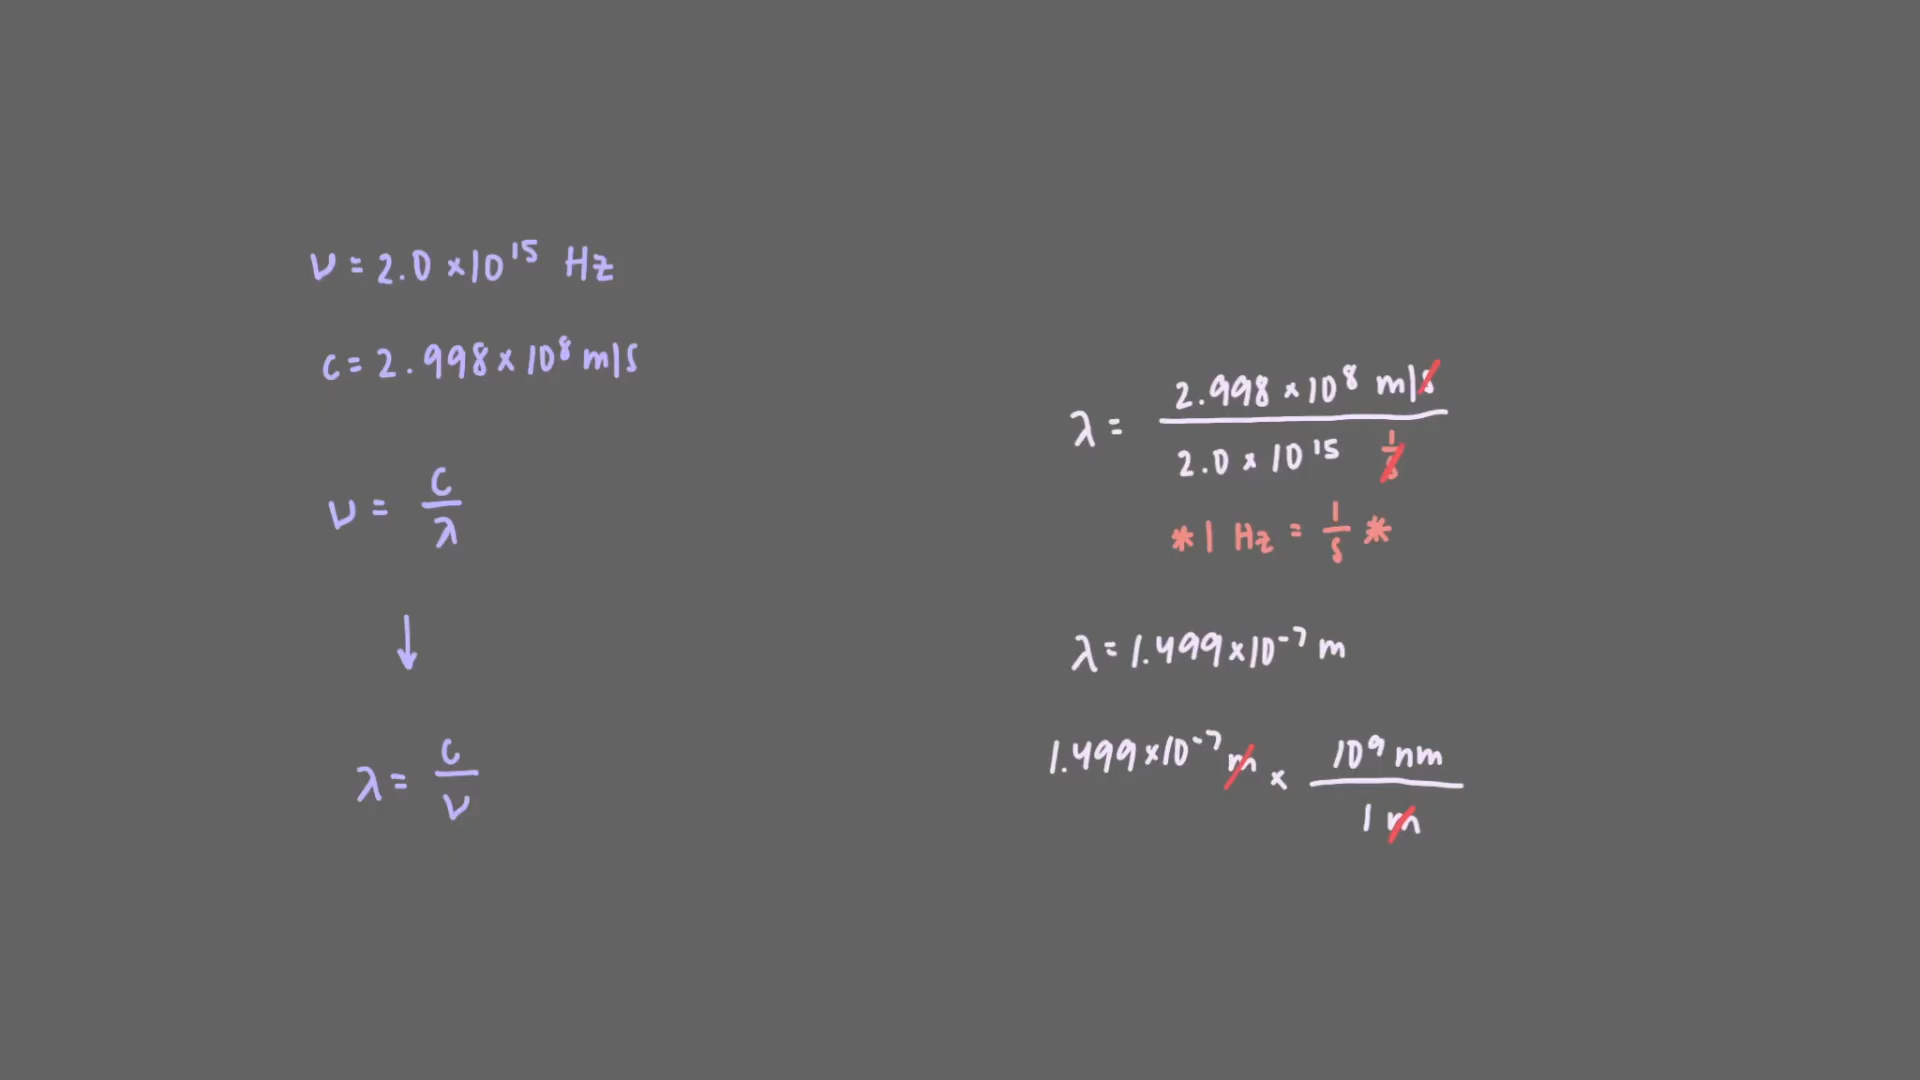 ν = 2.0 × 10¹⁵ Hz
c = 2.998 × 10⁸ m/s
ν = c/λ
↓
λ = c/ν
λ = 2.998 × 10⁸ m/s / 2.0 × 10¹⁵ 1/s
* 1 Hz = 1/s *
λ = 1.499 × 10⁻⁷ m
1.499 × 10⁻⁷ m × 10⁹ nm / 1 m